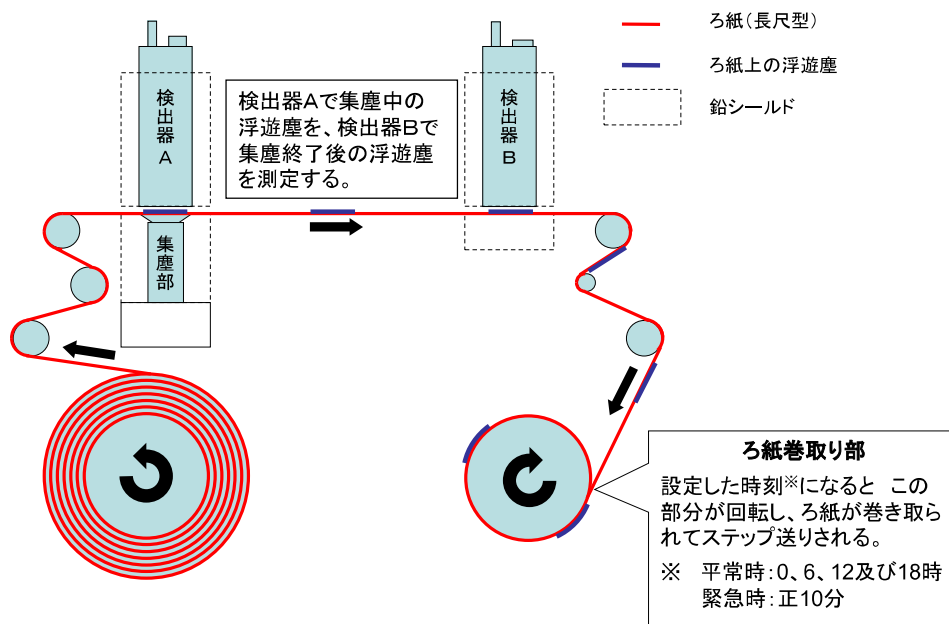 ろ紙(長尺型)
ろ紙上の浮遊塵
鉛シールド
検出器A
検出器Aで集塵中の
浮遊塵を、検出器Bで
集塵終了後の浮遊塵
を測定する。
検出器B
集塵部
ろ紙巻取り部
設定した時刻※になると この
部分が回転し、ろ紙が巻き取ら
れてステップ送りされる。
※ 平常時:0、6、12及び18時
緊急時:正10分